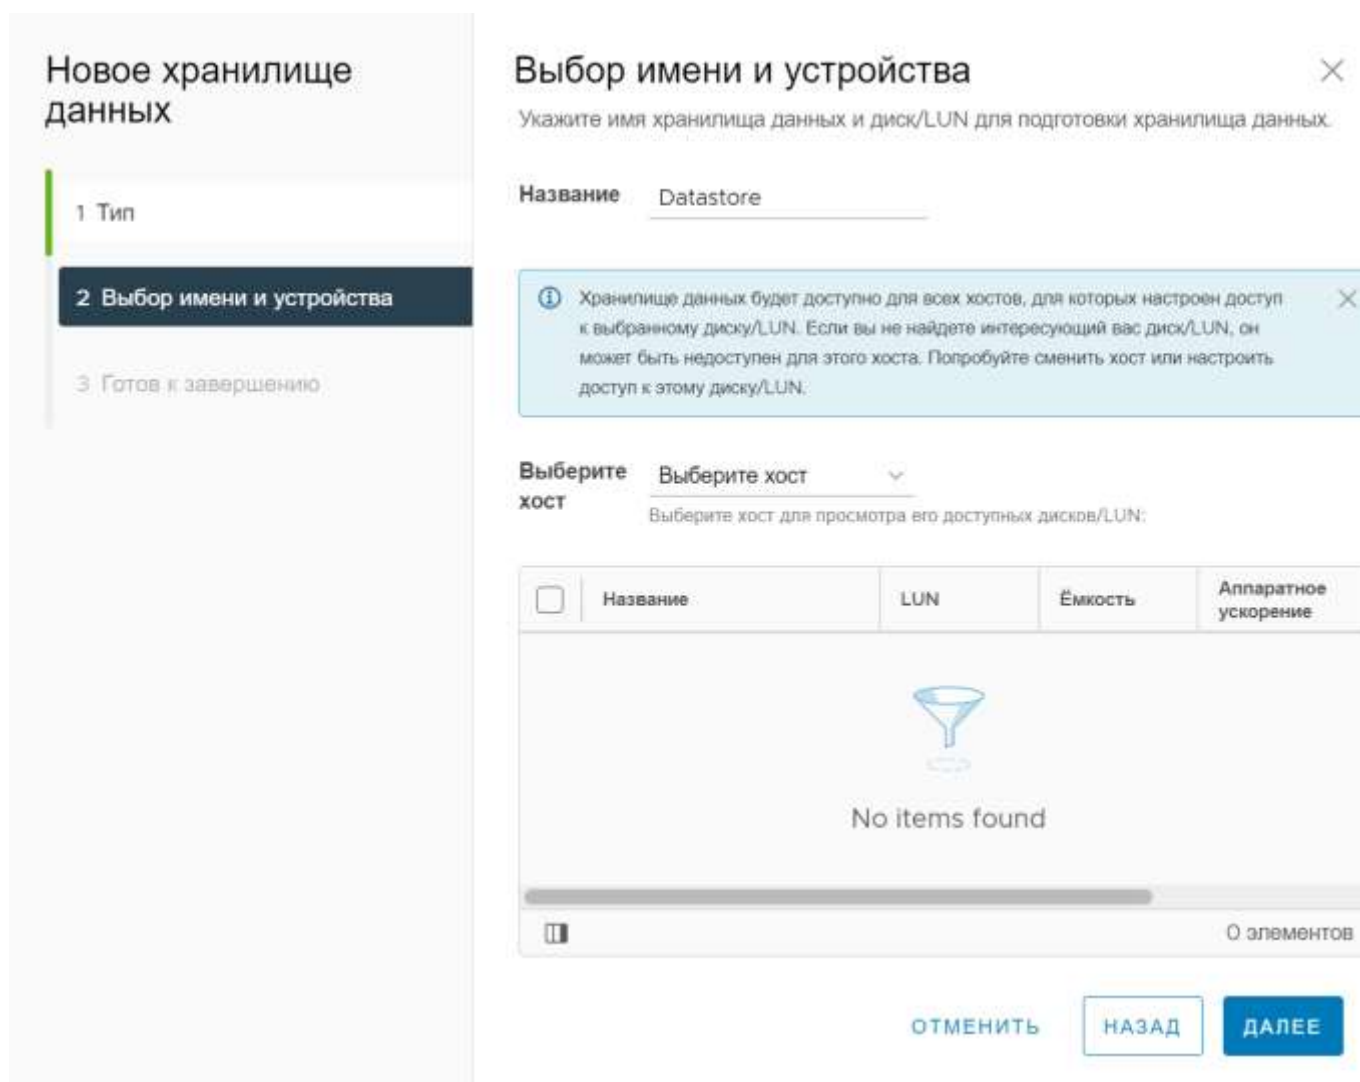 Новое хранилище
данных
1 Тип
2 Выбор имени и устройства
3 Готов к завершению
Выбор имени и устройства
Укажите имя хранилища данных и диск/LUN для подготовки хранилища данных.
Название Datastore
Хранилище данных будет доступно для всех хостов, для которых настроен доступ
к выбранному диску/LUN. Если вы не найдете интересующий вас диск/LUN, он
может быть недоступен для этого хоста. Попробуйте сменить хост или настроить
доступ к этому диску/LUN.
Выберите
хост
Выберите хост
Выберите хост для просмотра его доступных дисков/LUN:
Название LUN Ёмкость Аппаратное
ускорение
No items found
0 элементов
ОТМЕНИТЬ НАЗАД ДАЛЕЕ